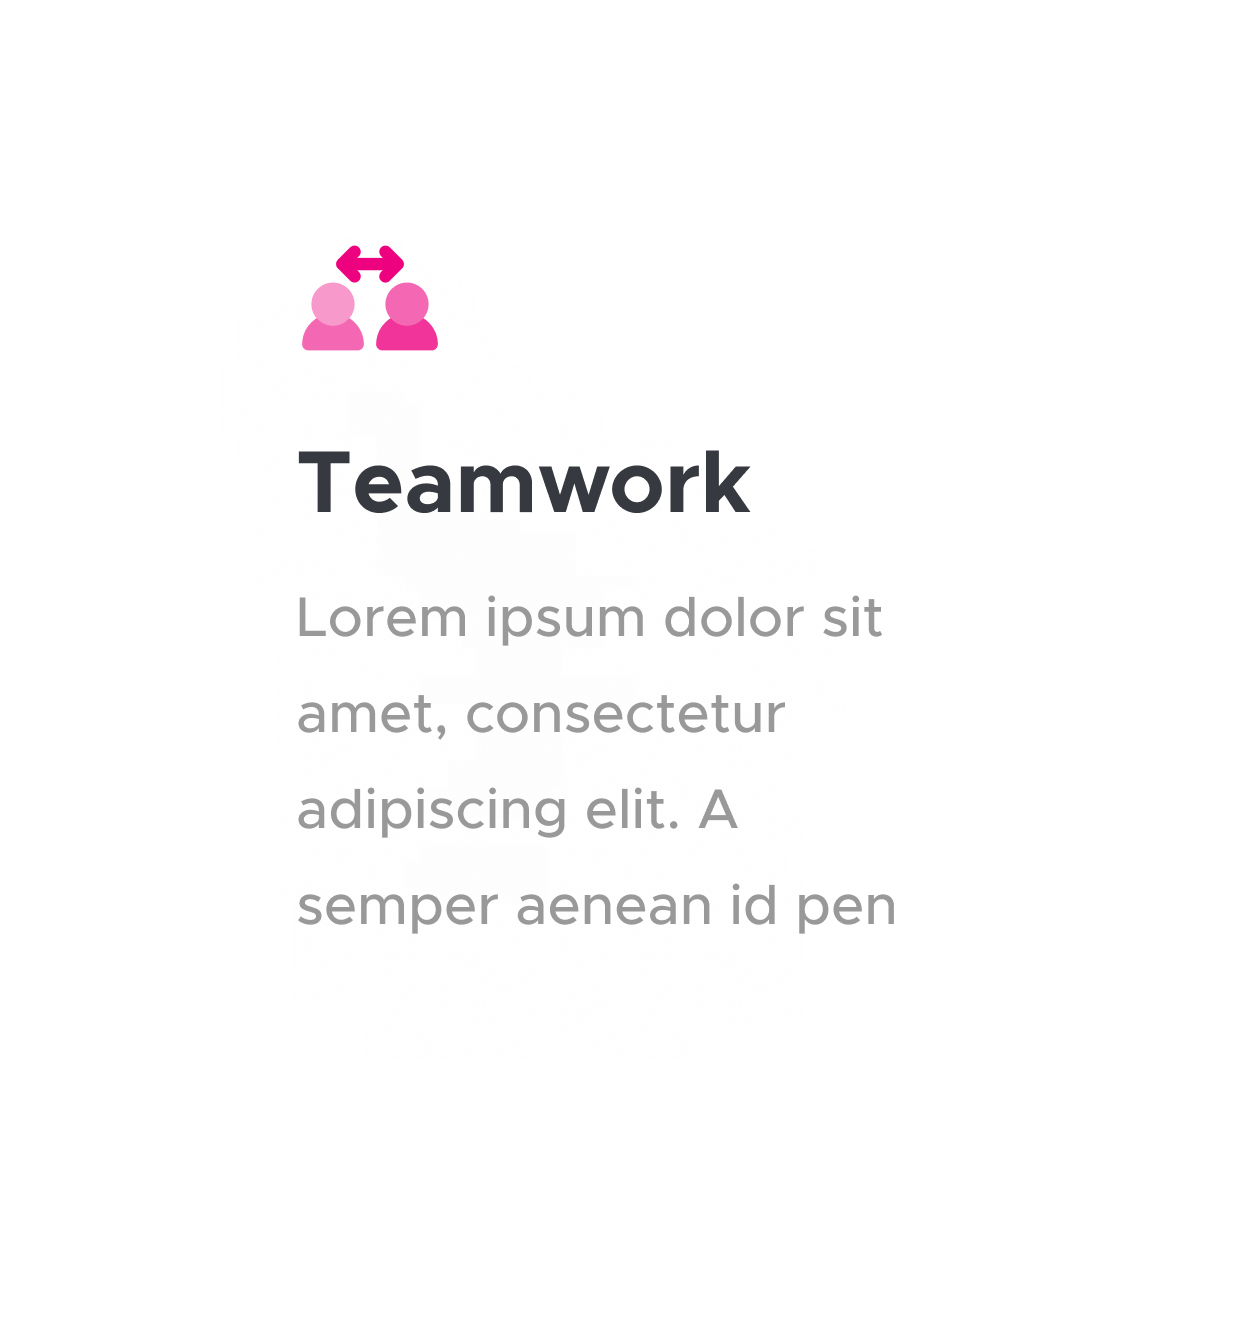 Teamwork
Lorem ipsum dolor sit
amet, consectetur
adipiscing elit. A
semper aenean id pen